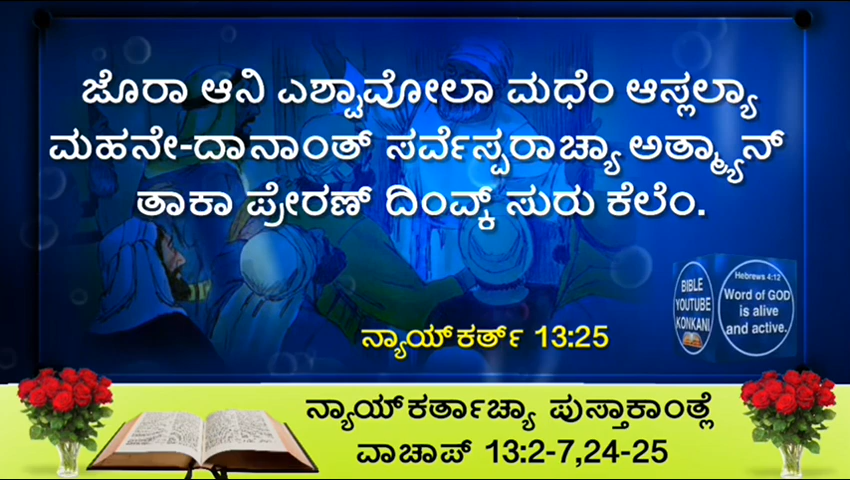 ಜೊರಾ ಆನಿ ಎಶ್ಟಾವೋಲಾ ಮಧೆಂ ಆಸ್ಲಲ್ಯಾ
ಮಹನೇ-ದಾನಾಂತ್ ಸರ್ವೆಸ್ಪರಾಚ್ಯಾ ಅತ್ಮ್ಯಾನ್
ತಾಕಾ ಪ್ರೇರಣ್ ದಿಂವ್ಕ್ ಸುರು ಕೆಲೆಂ.
BIBLE
YOUTUBE
KONKANI
Hebrews 4:12
Word of GOD
is alive
and active.
ನ್ಯಾಯ್‌ಕರ್ತ್ 13:25
ನ್ಯಾಯ್‌ಕರ್ತಾಚ್ಯಾ ಪುಸ್ತಾಕಾಂತ್ಲೆ
ವಾಚಾಪ್ 13:2-7,24-25